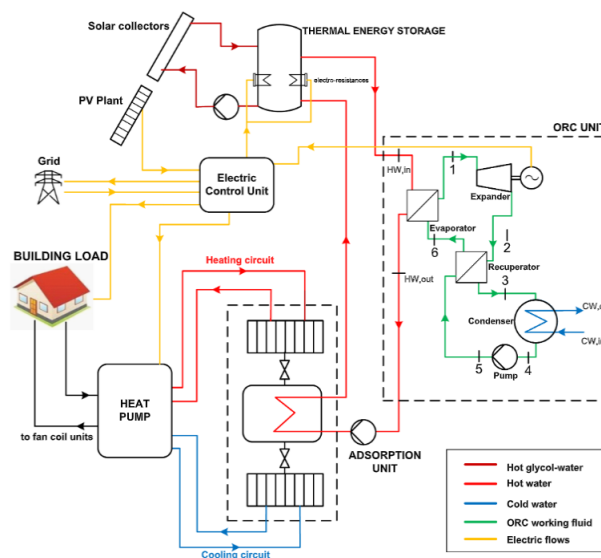 Solar collectors
THERMAL ENERGY STORAGE
electro-resistances
PV Plant
ORC UNIT
Grid
Electric
Control Unit
HW,in
1
Expander
Evaporator
6
2
Recuperator
BUILDING LOAD
Heating circuit
HW,out
3
Condenser
CW,o
CW,i
5
Pump
4
HEAT
PUMP
to fan coil units
ADSORPTION
UNIT
Cooling circuit
Hot glycol-water
Hot water
Cold water
ORC working fluid
Electric flows